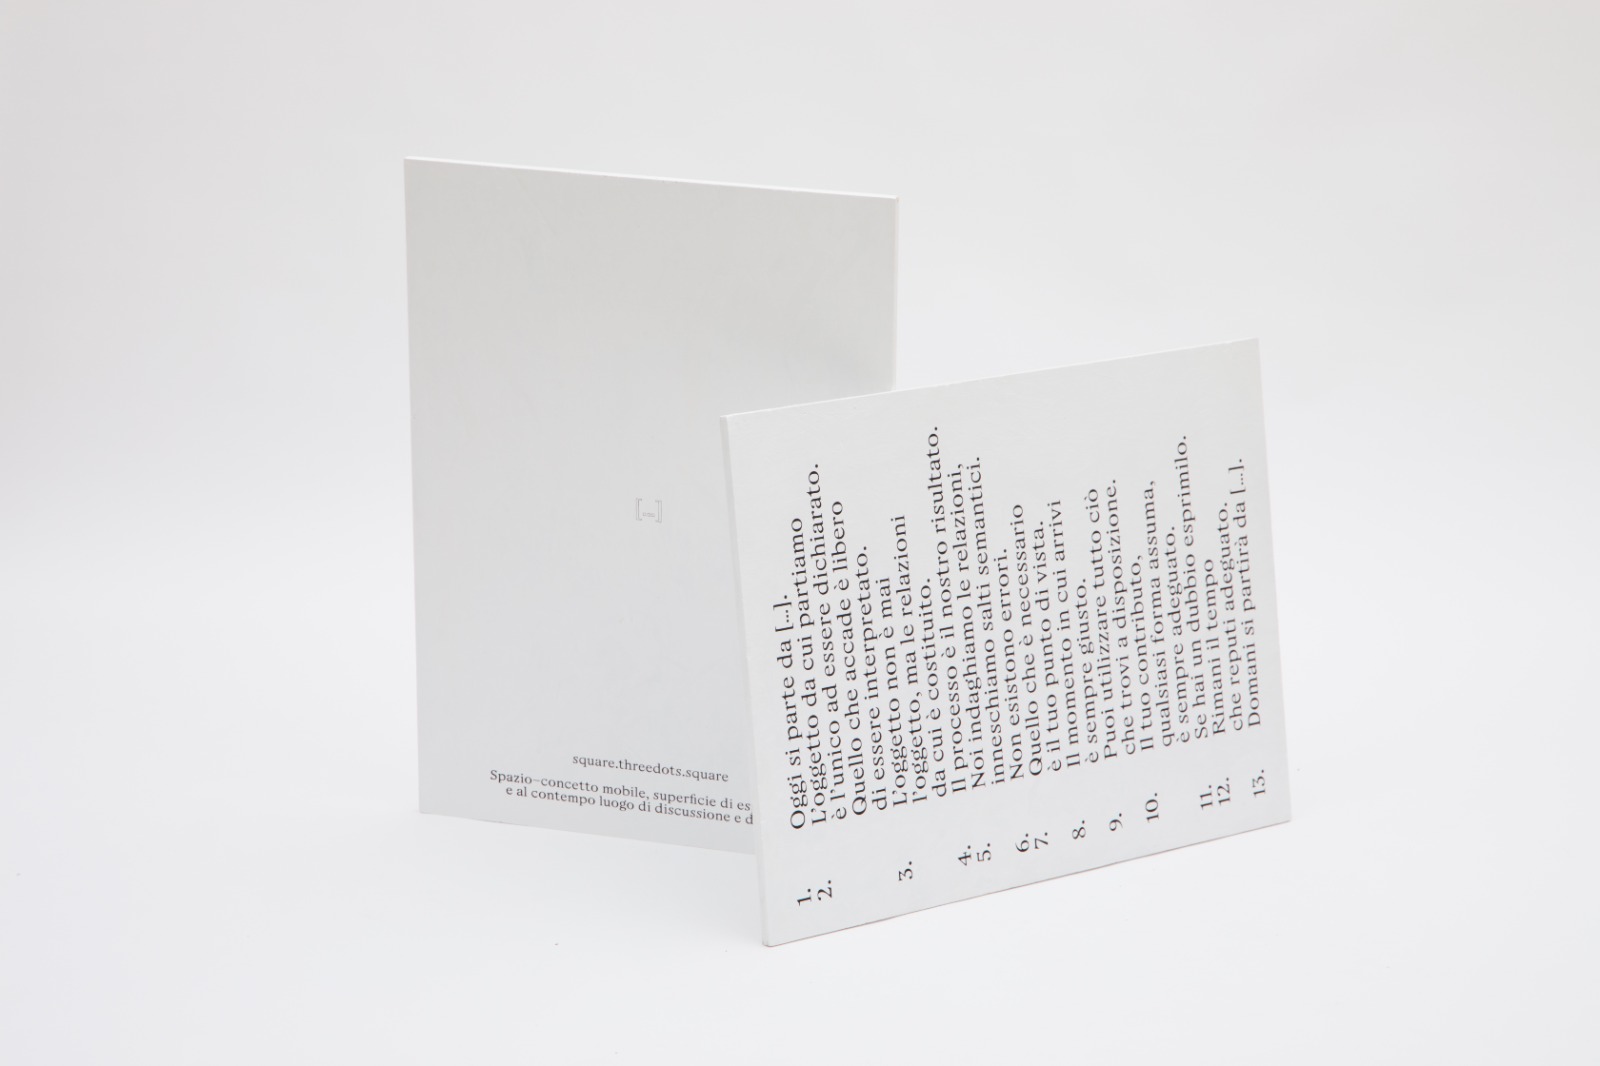 [...]
square.threedots.square
Spazio–concetto mobile, superficie di es
e al contempo luogo di discussione e d
1. Oggi si parte da [...].
2. L'oggetto da cui partiamo
è l'unico ad essere dichiarato.
Quello che accade è libero
di essere interpretato.
3. L'oggetto non è mai
l'oggetto, ma le relazioni
da cui è costituito.
4. Il processo è il nostro risultato.
5. Noi indaghiamo le relazioni,
inneschiamo salti semantici.
6. Non esistono errori.
7. Quello che è necessario
è il tuo punto di vista.
8. Il momento in cui arrivi
è sempre giusto.
9. Puoi utilizzare tutto ciò
che trovi a disposizione.
10. Il tuo contributo,
qualsiasi forma assuma,
è sempre adeguato.
11. Se hai un dubbio esprimilo.
12. Rimani il tempo
che reputi adeguato.
13. Domani si partirà da [...].